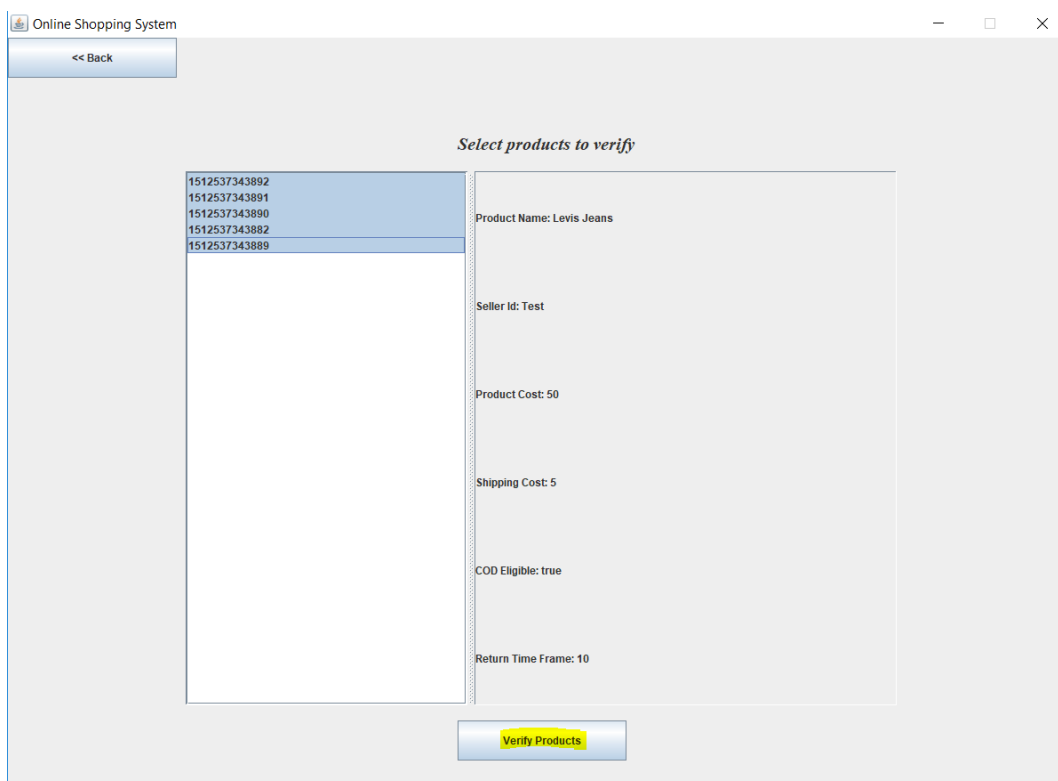 Online Shopping System
<< Back
Select products to verify
1512537343892
1512537343891
1512537343890
1512537343882
1512537343889
Product Name: Levis Jeans
Seller Id: Test
Product Cost: 50
Shipping Cost: 5
COD Eligible: true
Return Time Frame: 10
Verify Products